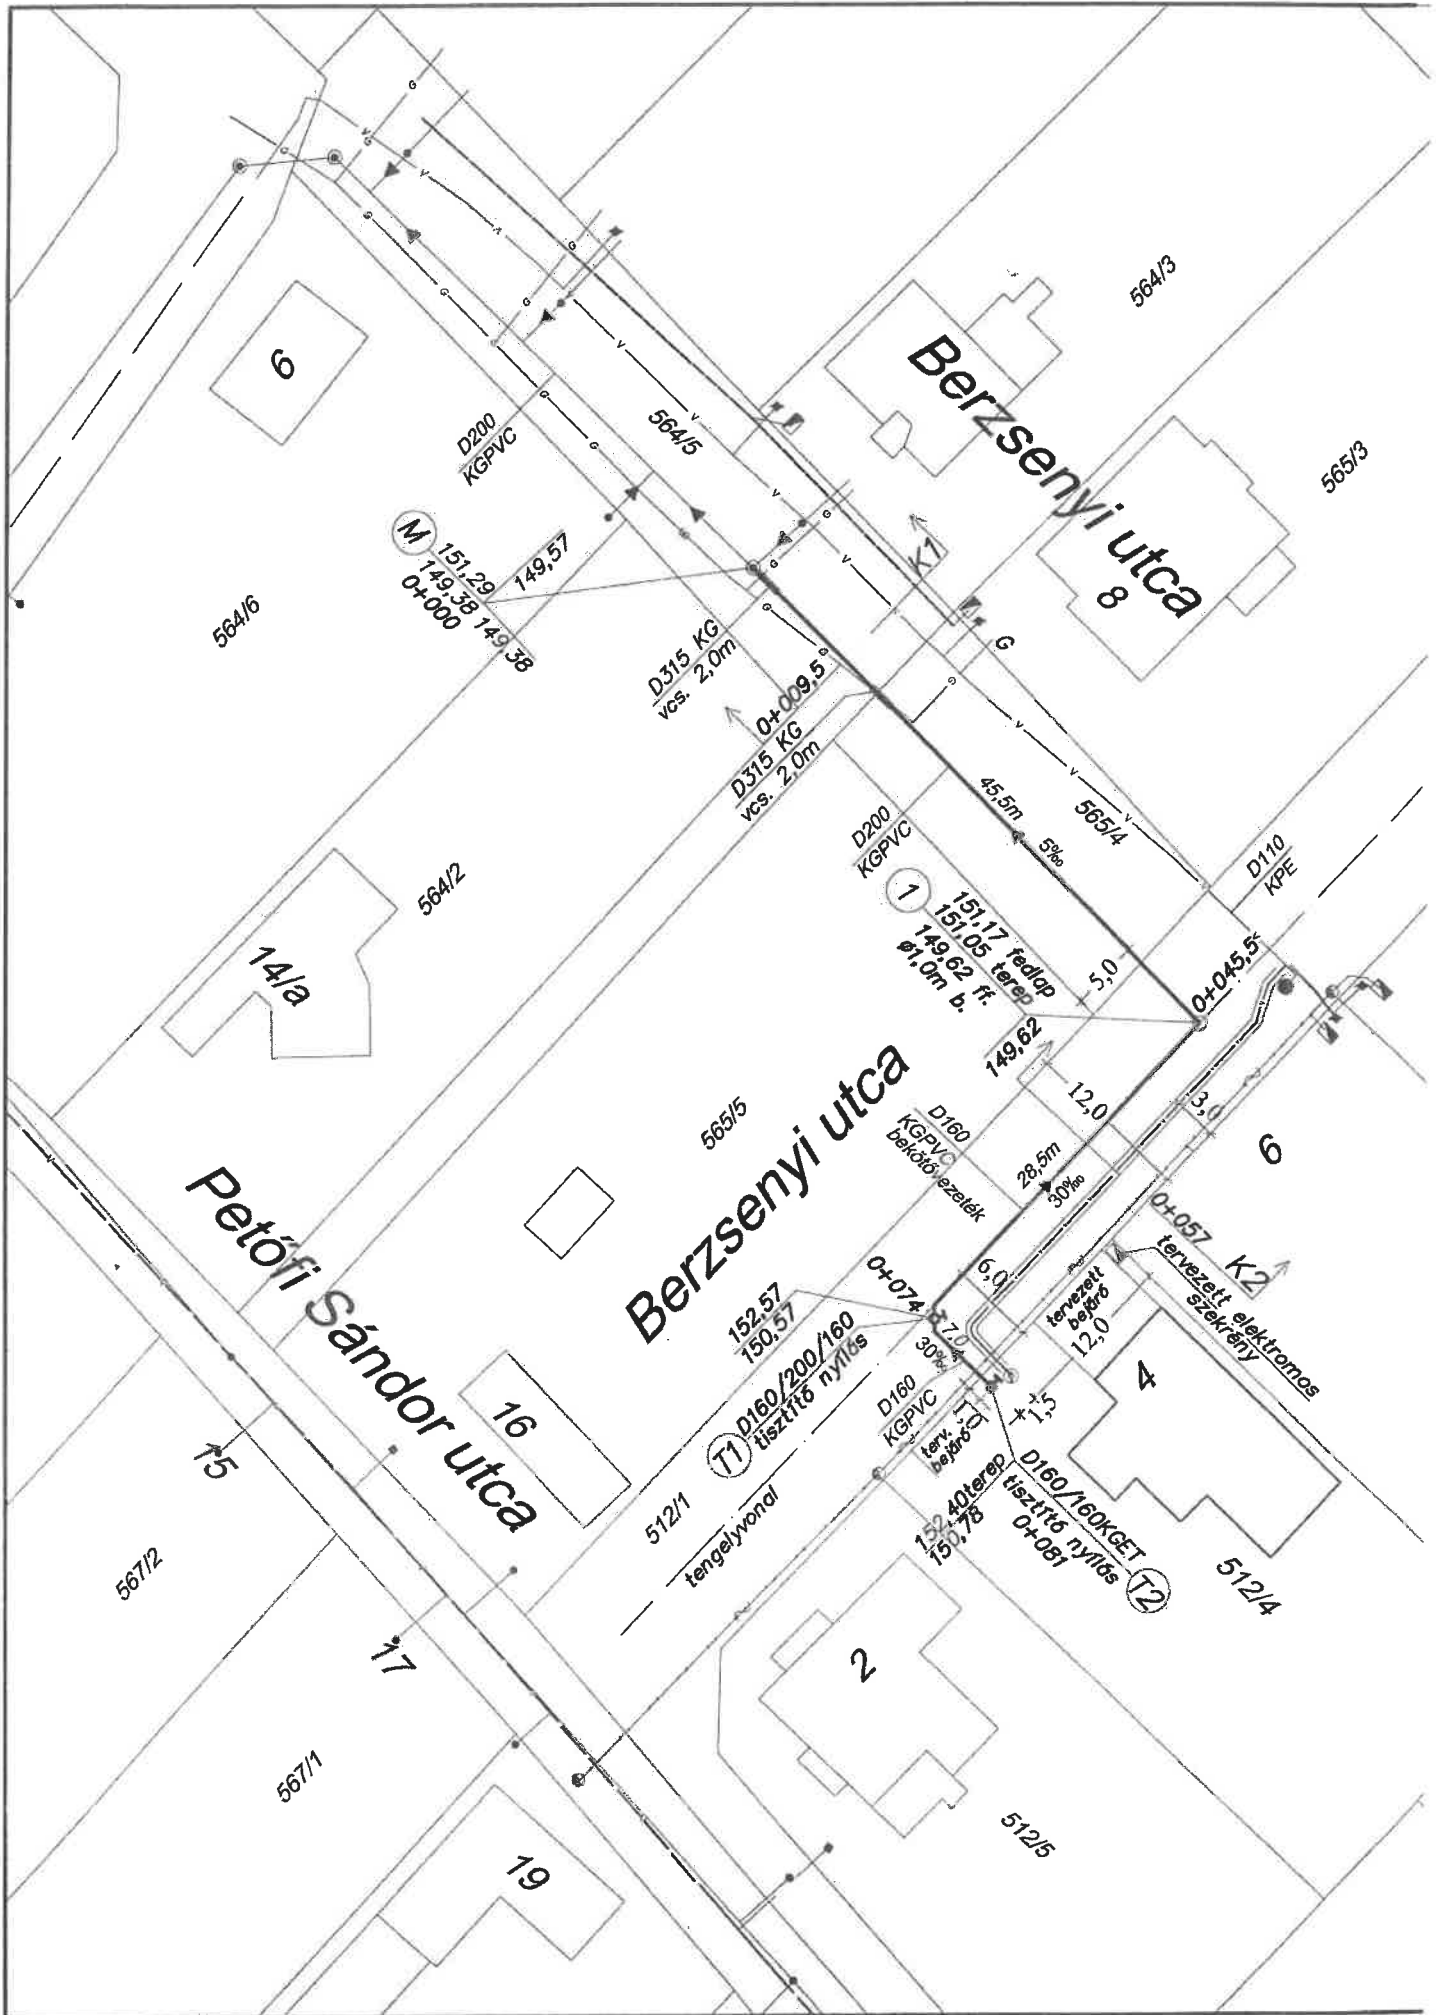 6
564/3
Berzsenyi utca
565/3
564/5
D200
KGPVC
8
M
151,29
149,38
0+000
149,57
149,38
564/6
K1
G
D315 KG
vcs. 2,0m
0+009,5
D315 KG
vcs. 2,0m
45,5m
5‰
565/4
D200
KGPVC
D110
KPE
564/2
1
151,17 fedlap
151,05 terep
149,62 ff.
ø1,0m b.
149,62
5,0
0+045,5
14/a
12,0
3,0
6
Berzsenyi utca
565/5
D160
KGPVC
bekötővezeték
28,5m
30‰
0+057
K2
tervezett elektromos
szekrény
Petőfi Sándor utca
0+074
6,0
tervezett
bejáró
12,0
152,57
150,57
7,0
30‰
T1
D160/200/160
tisztító nyílás
D160
KGPVC
1,0
1,5
terv.
bejáró
4
16
15
512/1
tengelyvonal
152,40terep
150,78
D160/160KGET
tisztító nyílás
0+081
T2
512/4
567/2
17
2
567/1
512/5
19